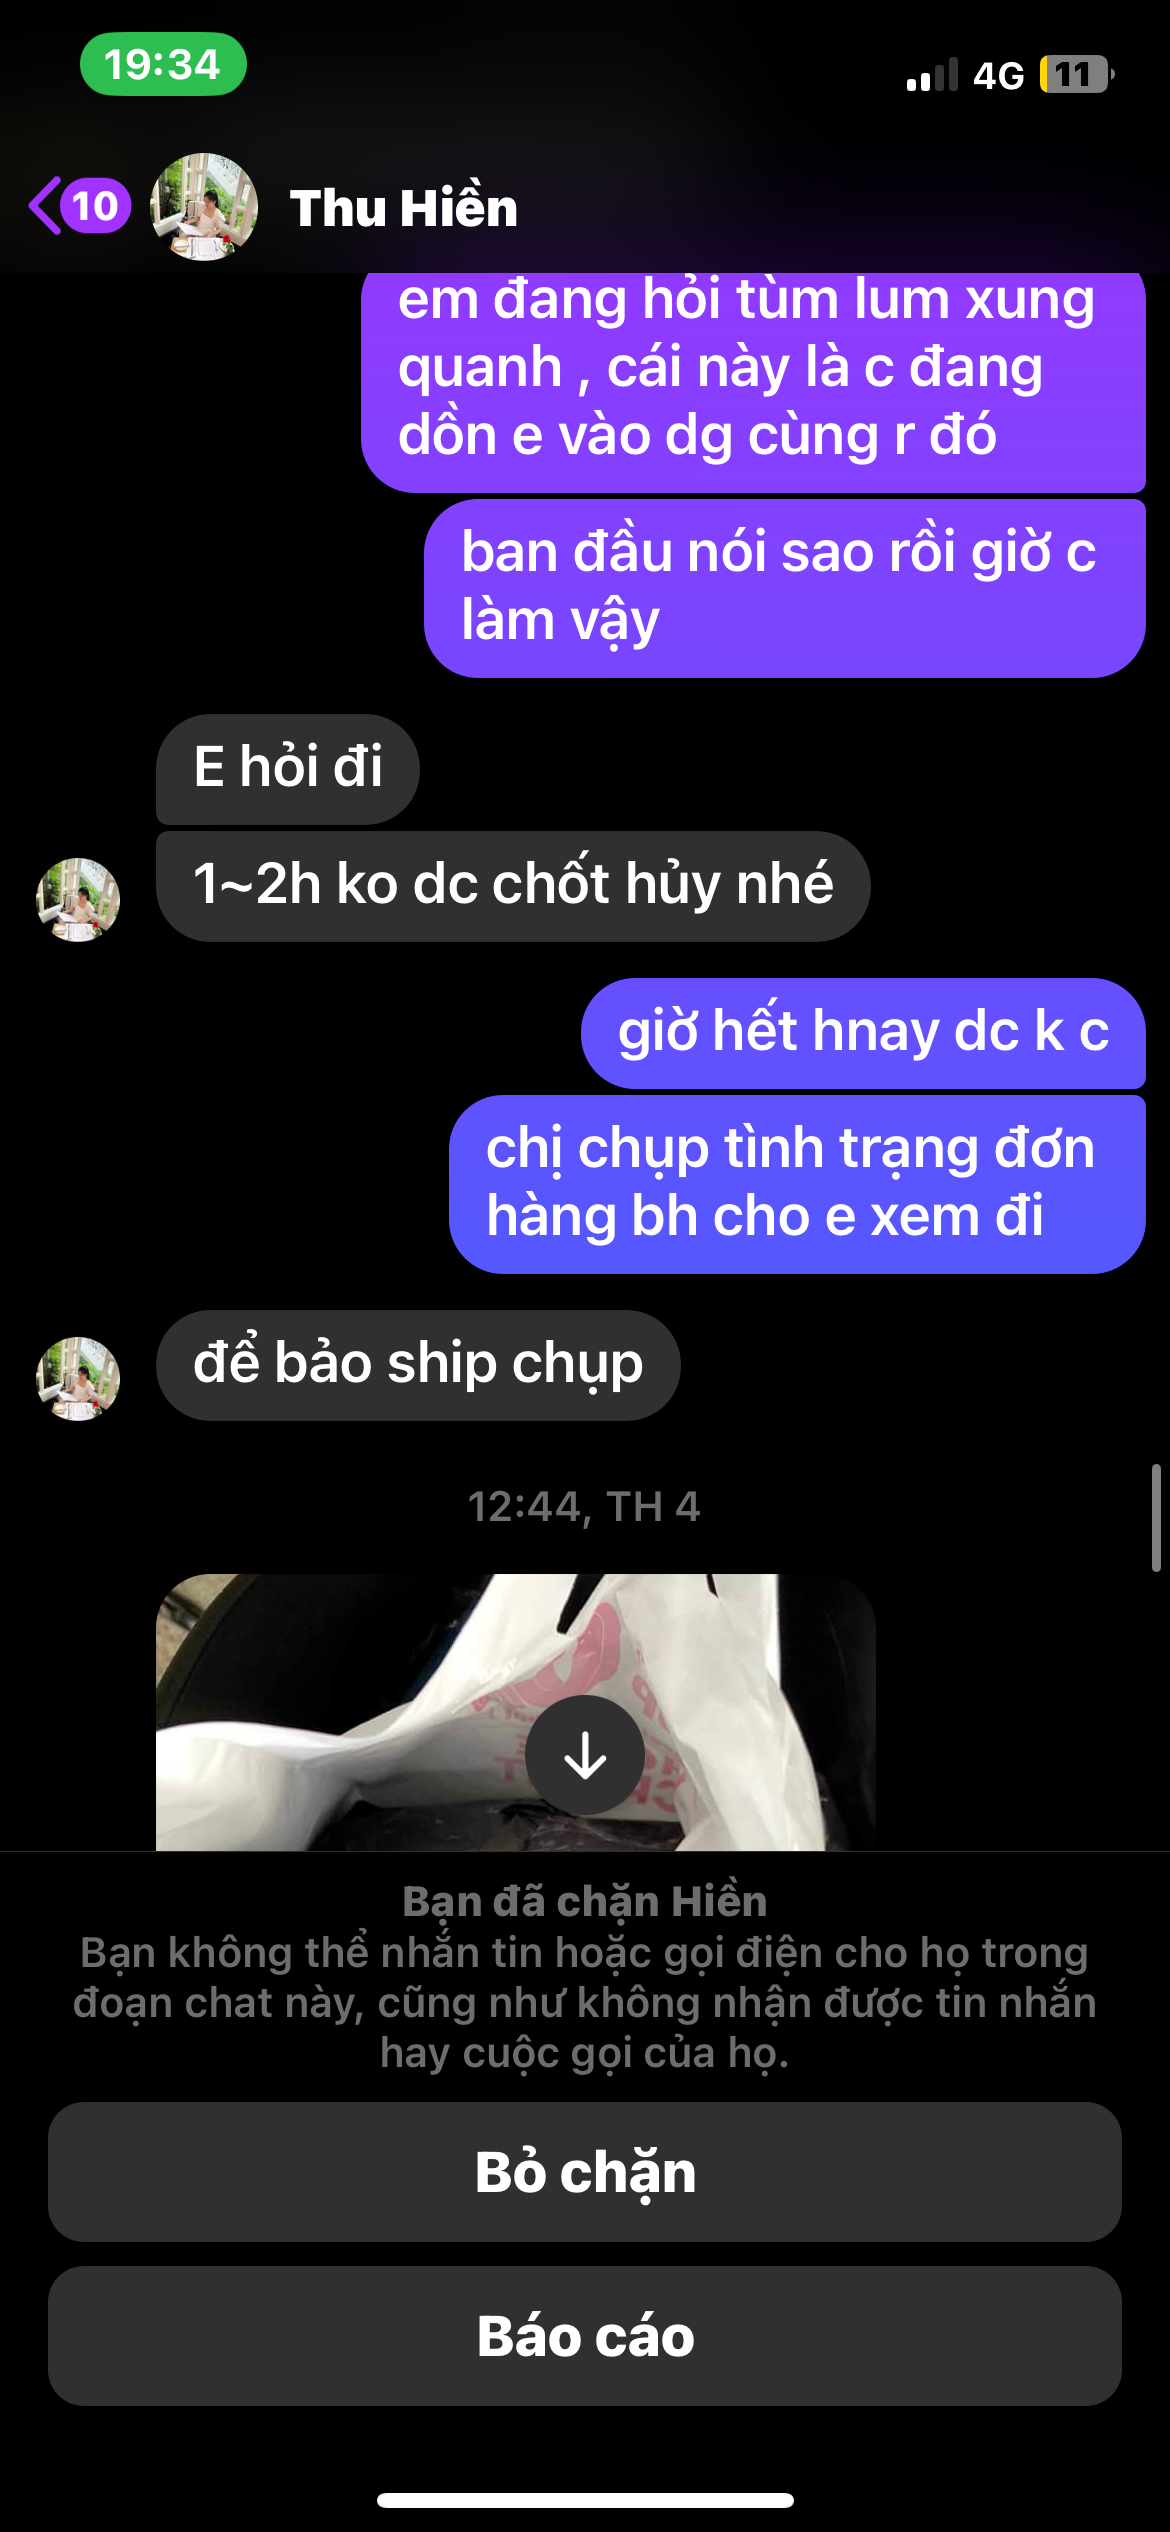 19:34
4G
11
10
Thu Hiền
em đang hỏi tùm lum xung
quanh , cái này là c đang
dồn e vào dg cùng r đó
ban đầu nói sao rồi giờ c
làm vậy
E hỏi đi
1~2h ko dc chốt hủy nhé
giờ hết hnay dc k c
chị chụp tình trạng đơn
hàng bh cho e xem đi
để bảo ship chụp
12:44, TH 4
Bạn đã chặn Hiền
Bạn không thể nhắn tin hoặc gọi điện cho họ trong
đoạn chat này, cũng như không nhận được tin nhắn
hay cuộc gọi của họ.
Bỏ chặn
Báo cáo